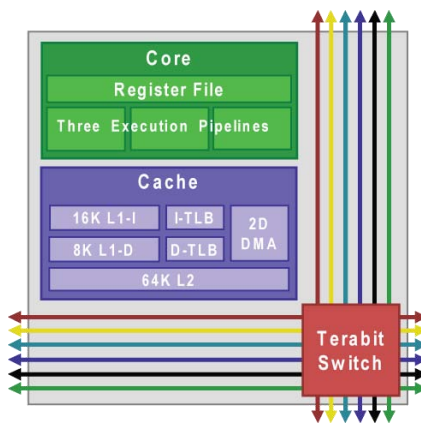 Core
Register File
Three Execution Pipelines
Cache
16K L1-I
I-TLB
2D
DMA
8K L1-D
D-TLB
64K L2
Terabit
Switch